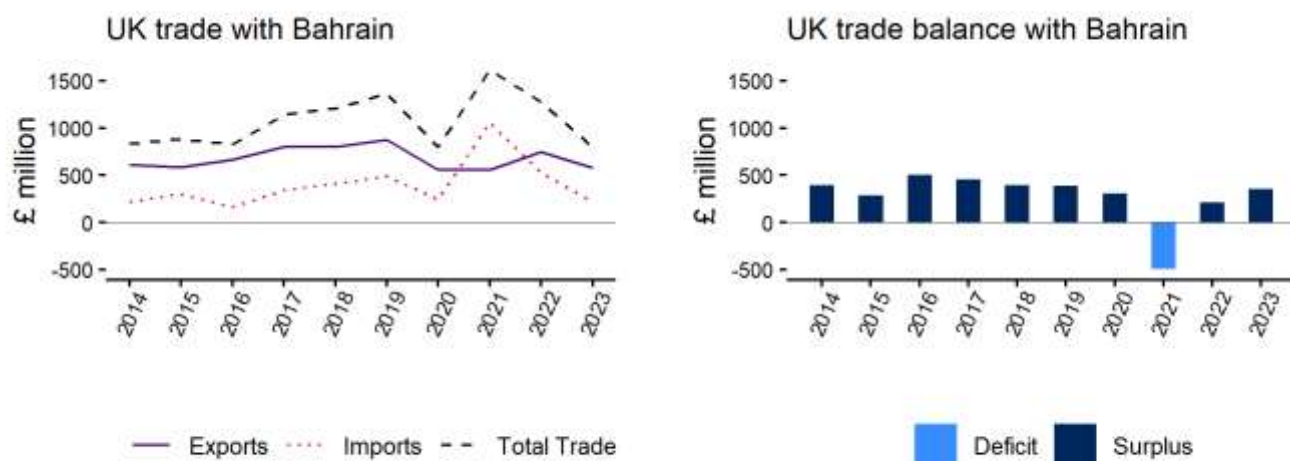 UK trade with Bahrain
£ million
1500
1000
500
0
-500
2014 2015 2016 2017 2018 2019 2020 2021 2022 2023
Exports Imports Total Trade
UK trade balance with Bahrain
£ million
1500
1000
500
0
-500
2014 2015 2016 2017 2018 2019 2020 2021 2022 2023
Deficit Surplus